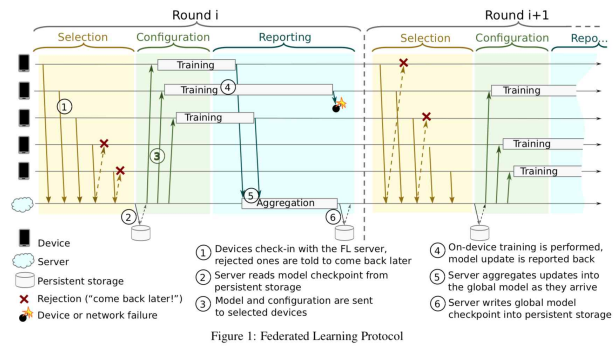 Round i
Round i+1
Selection
Configuration
Reporting
Selection
Configuration
Repo...
Training
4
Training
Training
1
Training
3
Training
Training
5
Aggregation
2
6
Device
Server
Persistent storage
Rejection ("come back later!")
Device or network failure
1 Devices check-in with the FL server,
rejected ones are told to come back later
2 Server reads model checkpoint from
persistent storage
3 Model and configuration are sent
to selected devices
4 On-device training is performed,
model update is reported back
5 Server aggregates updates into
the global model as they arrive
6 Server writes global model
checkpoint into persistent storage
Figure 1: Federated Learning Protocol